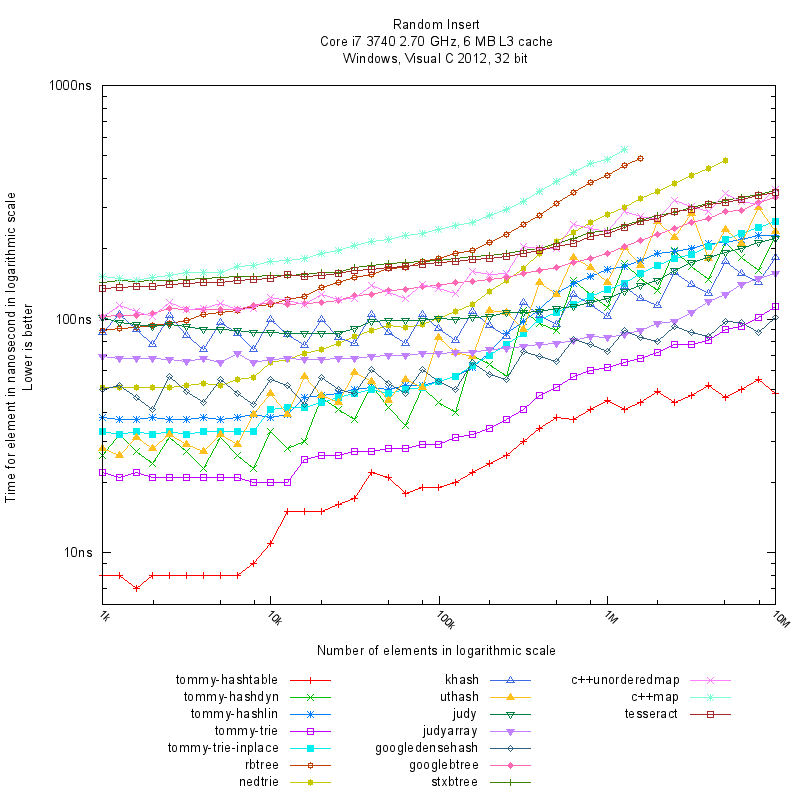 Random Insert
Core i7 3740 2.70 GHz, 6 MB L3 cache
Windows, Visual C 2012, 32 bit
1000ns
100ns
10ns
Time for element in nanosecond in logarithmic scale
Lower is better
1k
10k
100k
1M
10M
Number of elements in logarithmic scale
tommy-hashtable
tommy-hashdyn
tommy-hashlin
tommy-trie
tommy-trie-inplace
rbtree
nedtrie
khash
uthash
judy
judyarray
googledensehash
googlebtree
stxbtree
c++unorderedmap
c++map
tesseract